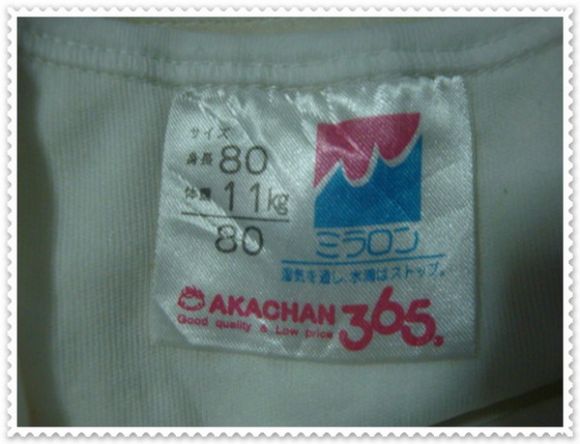 サイズ
身長 80
体重 11kg
80
ミラロン
湿気を通し、水滴はストップ。
AKACHAN 365
Good quality & Low price